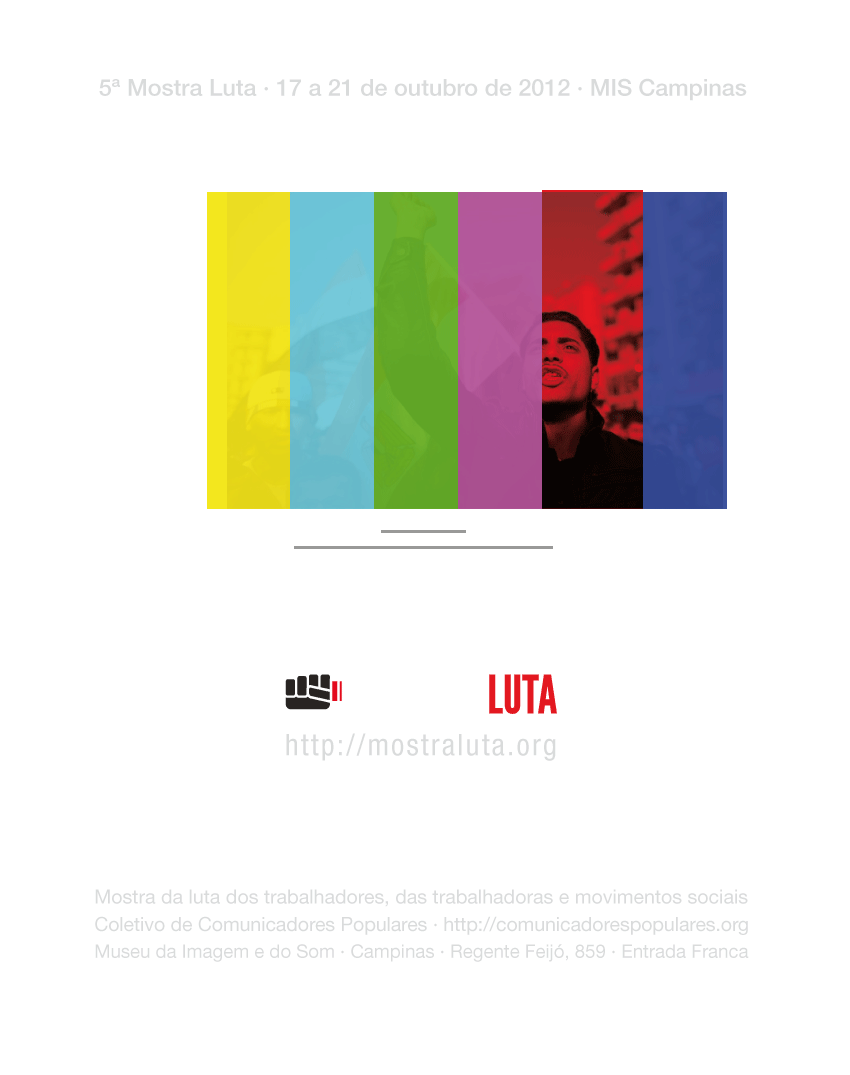 5ª Mostra Luta · 17 a 21 de outubro de 2012 · MIS Campinas
LUTA
http://mostraluta.org
Mostra da luta dos trabalhadores, das trabalhadoras e movimentos sociais
Coletivo de Comunicadores Populares · http://comunicadorespopulares.org
Museu da Imagem e do Som · Campinas · Regente Feijó, 859 · Entrada Franca